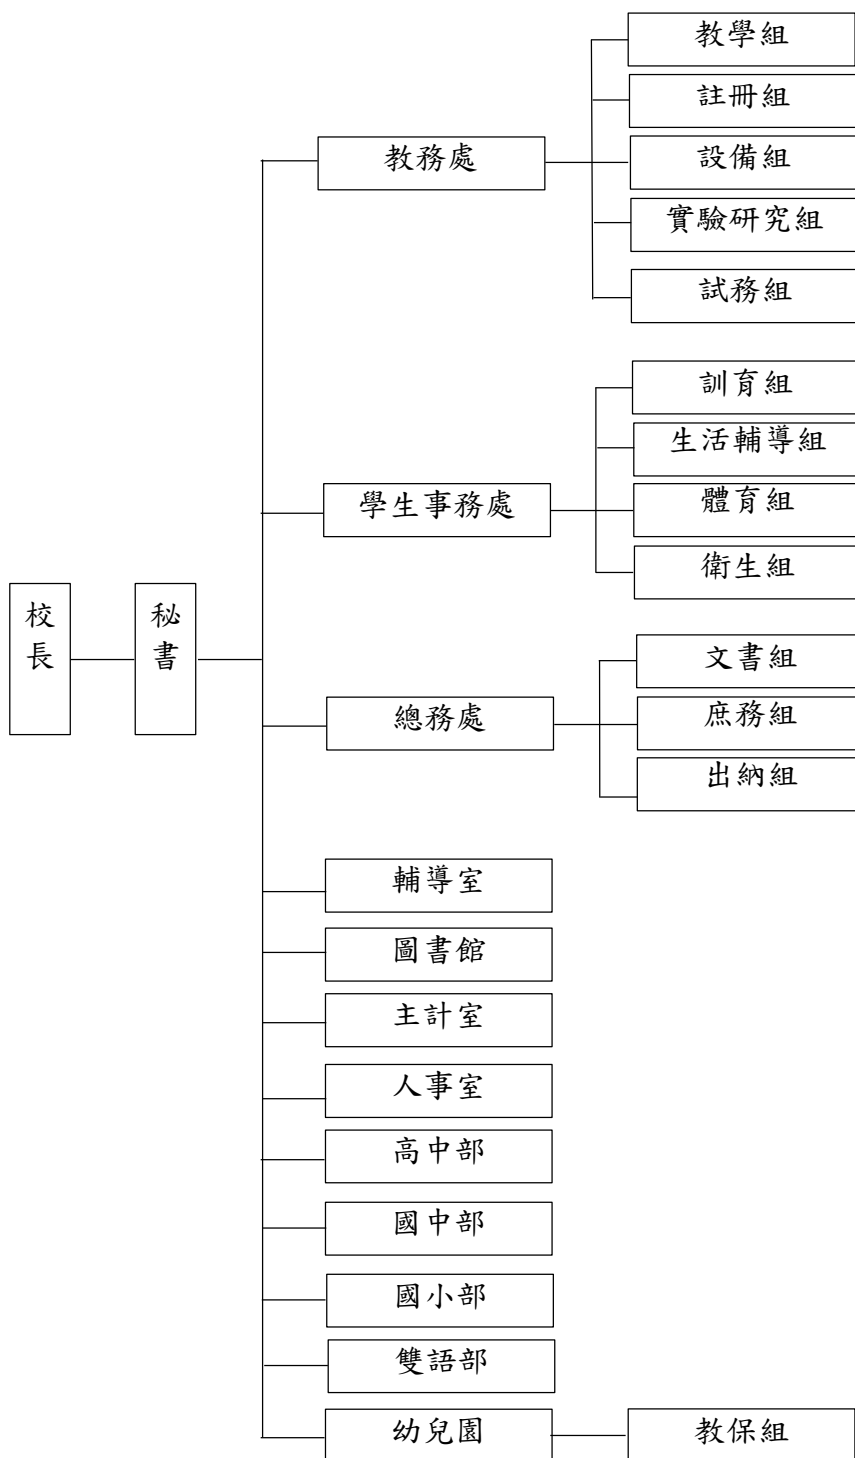 校長
秘書
教務處
教學組
註冊組
設備組
實驗研究組
試務組
學生事務處
訓育組
生活輔導組
體育組
衛生組
總務處
文書組
庶務組
出納組
輔導室
圖書館
主計室
人事室
高中部
國中部
國小部
雙語部
幼兒園
教保組